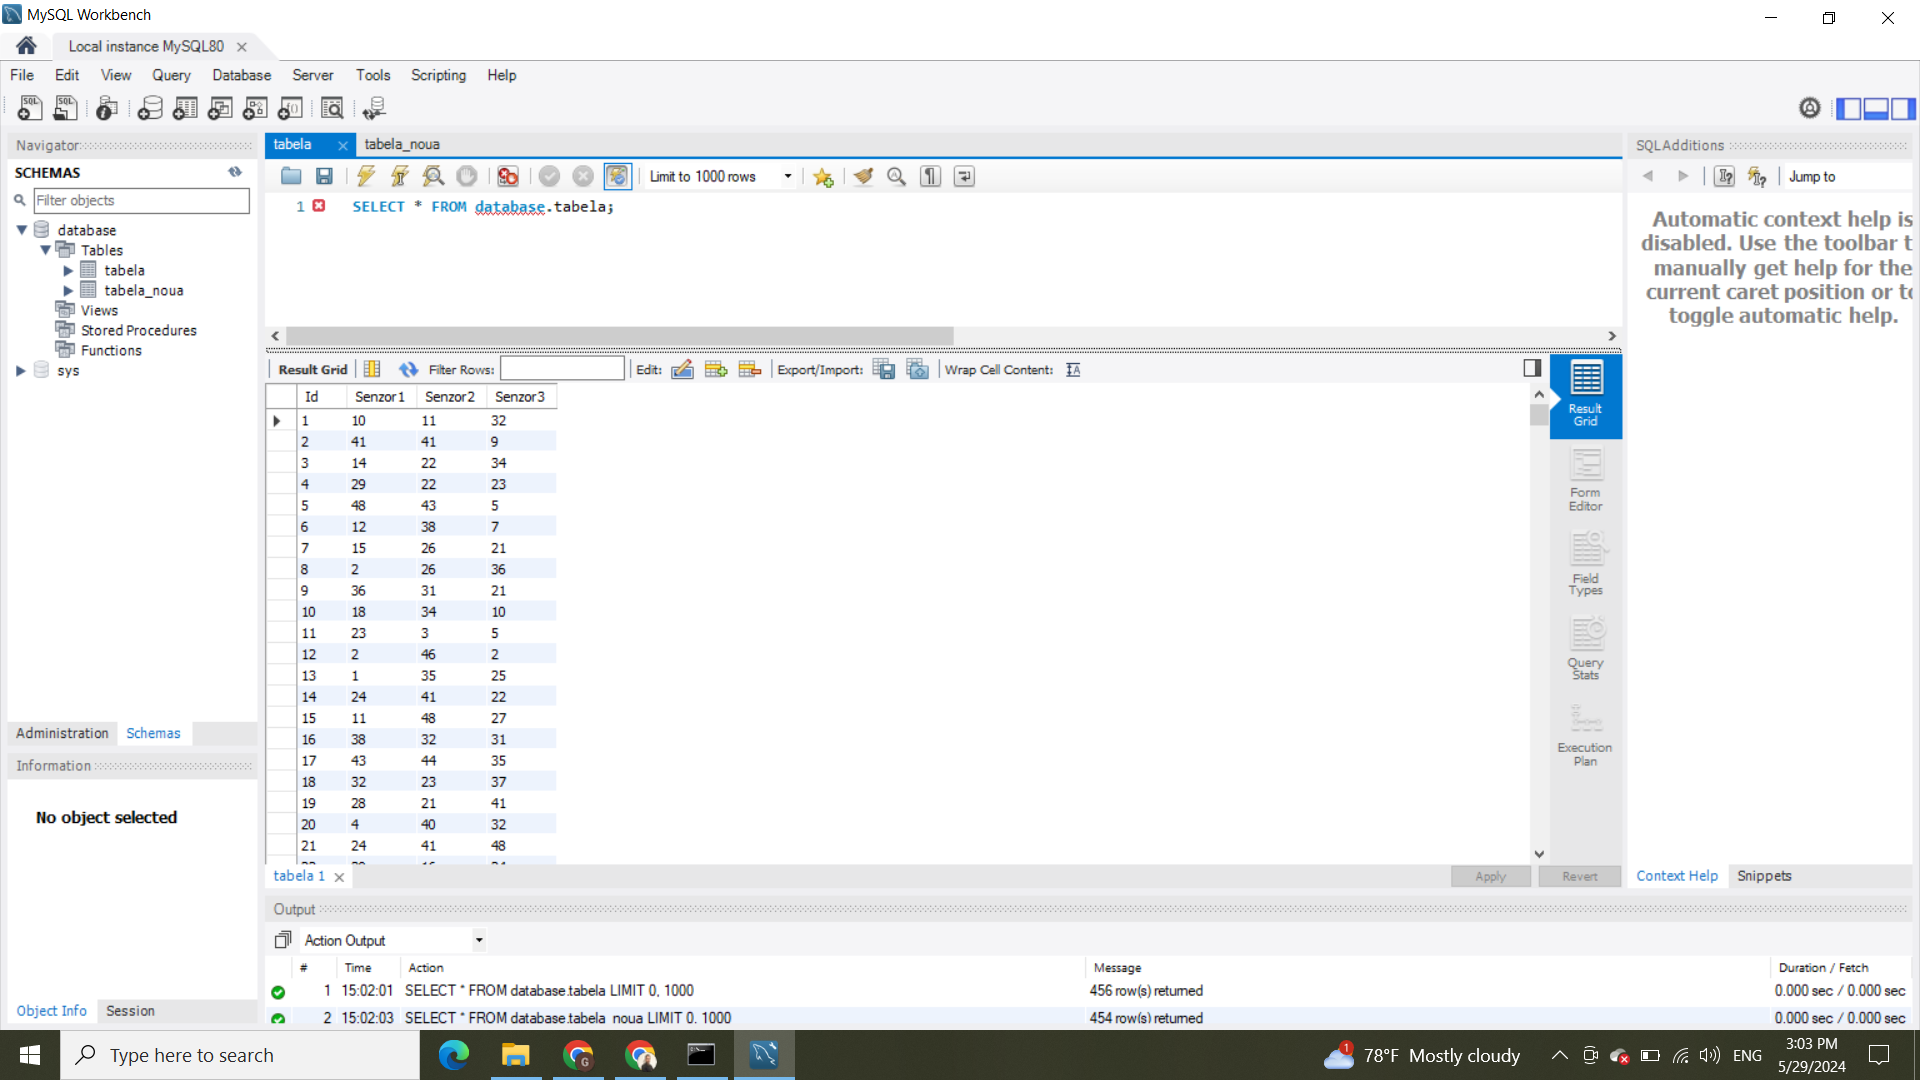 MySQL Workbench
Local instance MySQL80
File Edit View Query Database Server Tools Scripting Help
Navigator
SCHEMAS
Filter objects
database
Tables
tabela
tabela_noua
Views
Stored Procedures
Functions
sys
Administration Schemas
Information
No object selected
Object Info Session
tabela tabela_noua
Limit to 1000 rows
1 SELECT * FROM database.tabela;
Result Grid Filter Rows: Edit: Export/Import: Wrap Cell Content:
Id Senzor1 Senzor2 Senzor3
1 10 11 32
2 41 41 9
3 14 22 34
4 29 22 23
5 48 43 5
6 12 38 7
7 15 26 21
8 2 26 36
9 36 31 21
10 18 34 10
11 23 3 5
12 2 46 2
13 1 35 25
14 24 41 22
15 11 48 27
16 38 32 31
17 43 44 35
18 32 23 37
19 28 21 41
20 4 40 32
21 24 41 48
Result
Grid
Form
Editor
Field
Types
Query
Stats
Execution
Plan
tabela 1
Apply Revert
SQLAdditions
Jump to
Automatic context help is
disabled. Use the toolbar t
manually get help for the
current caret position or to
toggle automatic help.
Context Help Snippets
Output
Action Output
# Time Action Message Duration / Fetch
1 15:02:01 SELECT * FROM database.tabela LIMIT 0, 1000 456 row(s) returned 0.000 sec / 0.000 sec
2 15:02:03 SELECT * FROM database.tabela_noua LIMIT 0, 1000 454 row(s) returned 0.000 sec / 0.000 sec
Type here to search
1
78°F Mostly cloudy
ENG
3:03 PM
5/29/2024